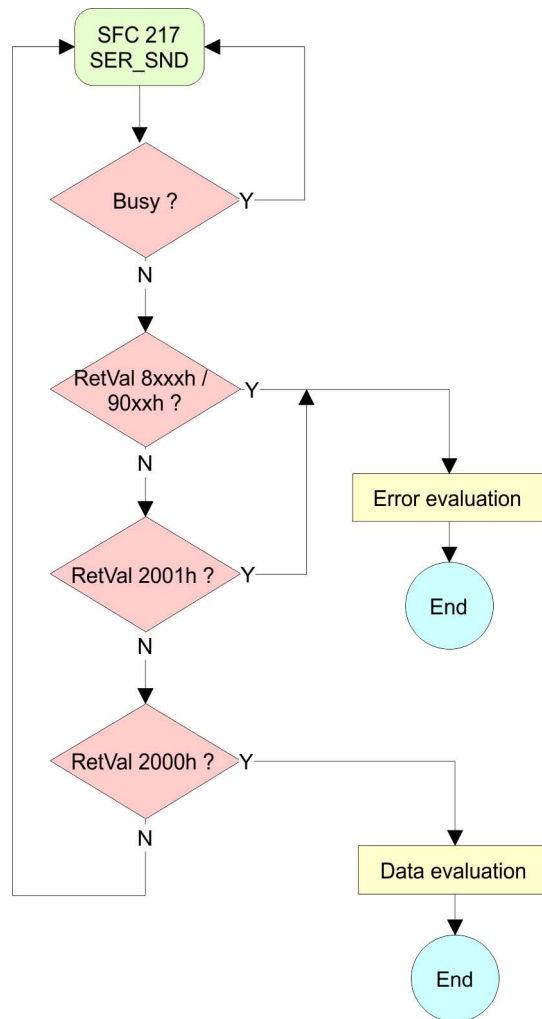 SFC 217
SER_SND
Busy ?
Y
N
RetVal 8xxxh /
90xxh ?
Y
N
Error evaluation
RetVal 2001h ?
Y
End
N
RetVal 2000h ?
Y
N
Data evaluation
End